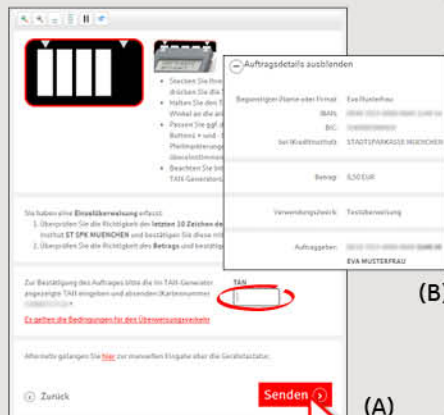 • Stecken Sie Ihre
drücken Sie die
• Halten Sie den T
Winkel an die
• Passen Sie ggf. d
Buttons + und -
Pfeilmarkierunge
übereinstimmen
• Beachten Sie
TAN-Generators
Auftragsdetails ausblenden
Begünstigter (Name oder Firma): Eva Musterfrau
IBAN:
BIC:
bei (Kreditinstitut): STADTSPARKASSE MUENCHEN
Betrag: 0,50 EUR
Verwendungszweck: Testüberweisung
Auftraggeber:
EVA MUSTERFRAU
(B)
Sie haben eine Einzelüberweisung erfasst.
1. Überprüfen Sie die Richtigkeit der letzten 10 Zeichen de
Institut ST SPK MUENCHEN und bestätigen Sie diese mit
2. Überprüfen Sie die Richtigkeit des Betrags und bestätig
Zur Bestätigung des Auftrages bitte die im TAN-Generator
angezeigte TAN eingeben und absenden (Kartennummer
TAN
Es gelten die Bedingungen für den Überweisungsverkehr
Alternativ gelangen Sie hier zur manuellen Eingabe über die Gerätetastatur.
Zurück
Senden
(A)